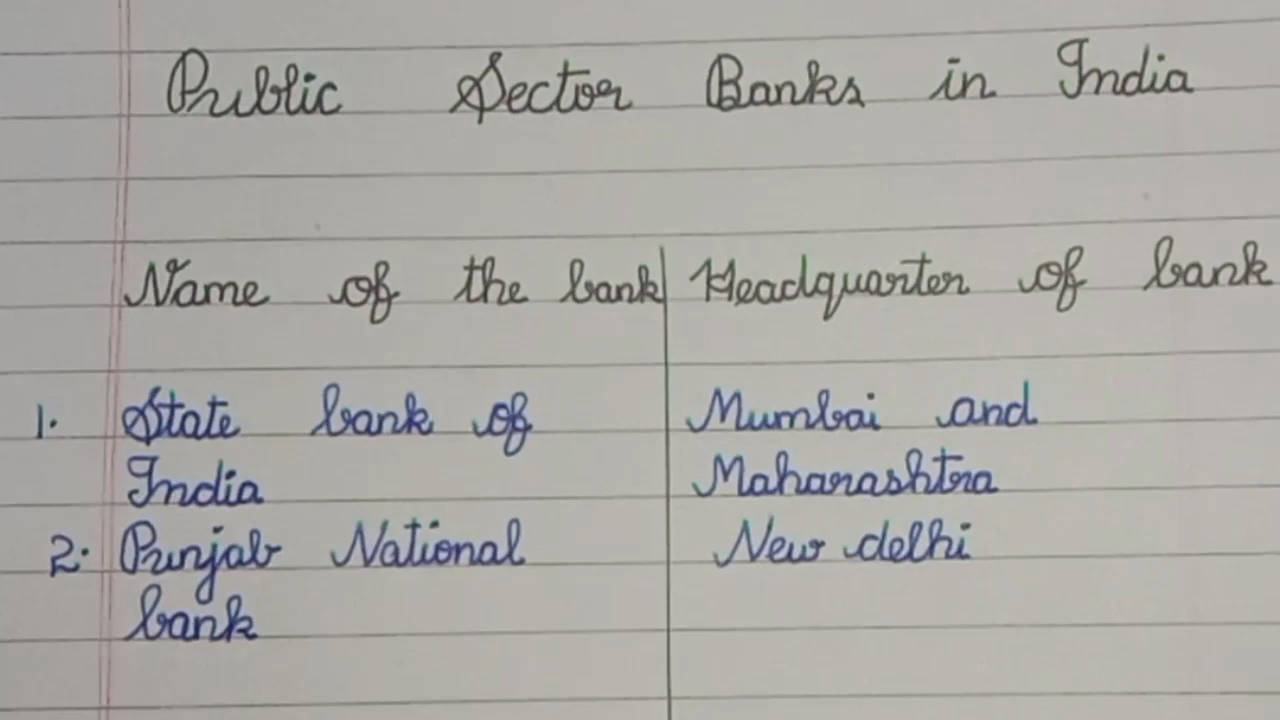 Public Sector Banks in India
Name of the bank Headquarter of bank
1. State bank of Mumbai and
India Maharashtra
2. Punjab National New delhi
bank